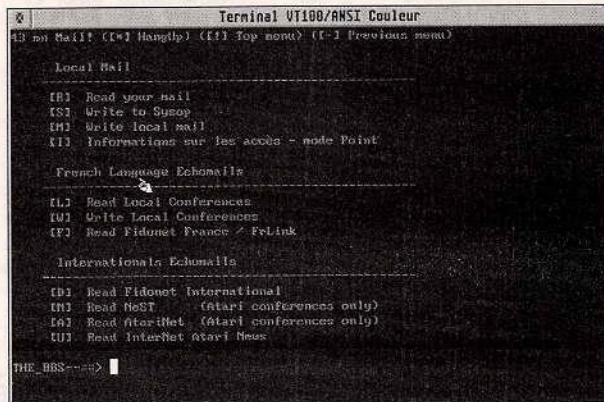 Terminal VT100/ANSI Couleur
43 mn Mail! ([*] HangUp) ([!] Top menu) ([-] Previous menu)
Local Mail
[R] Read your mail
[S] Write to Sysop
[M] Write local mail
[I] Informations sur les accès - mode Point
French Language Echomails
[L] Read Local Conferences
[W] Write Local Conferences
[F] Read Fidonet France / FrLink
Internationals Echomails
[D] Read Fidonet International
[N] Read NeST (Atari conferences only)
[A] Read AtariNet (Atari conferences only)
[U] Read InterNet Atari News
THE_BBS--==>